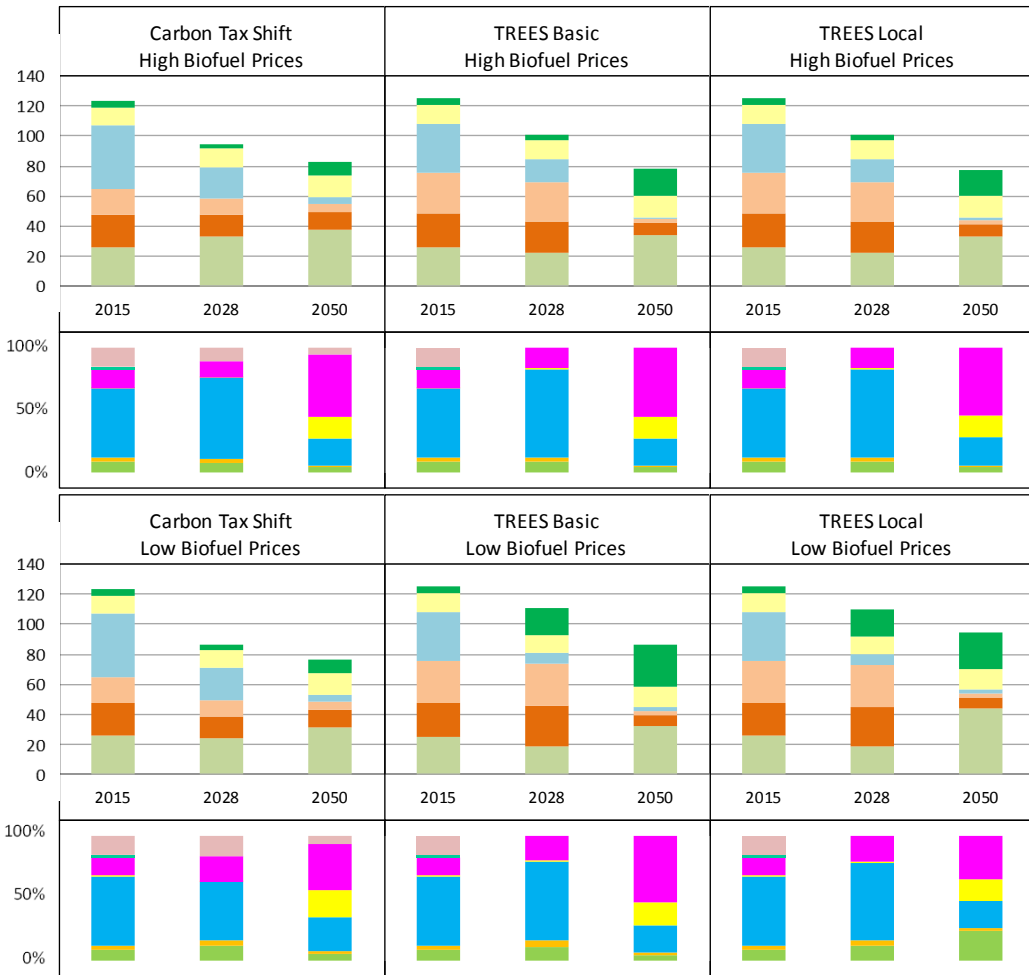 Carbon Tax Shift
High Biofuel Prices
TREES Basic
High Biofuel Prices
TREES Local
High Biofuel Prices
140
120
100
80
60
40
20
0
2015 2028 2050 2015 2028 2050 2015 2028 2050
100%
50%
0%
Carbon Tax Shift
Low Biofuel Prices
TREES Basic
Low Biofuel Prices
TREES Local
Low Biofuel Prices
140
120
100
80
60
40
20
0
2015 2028 2050 2015 2028 2050 2015 2028 2050
100%
50%
0%